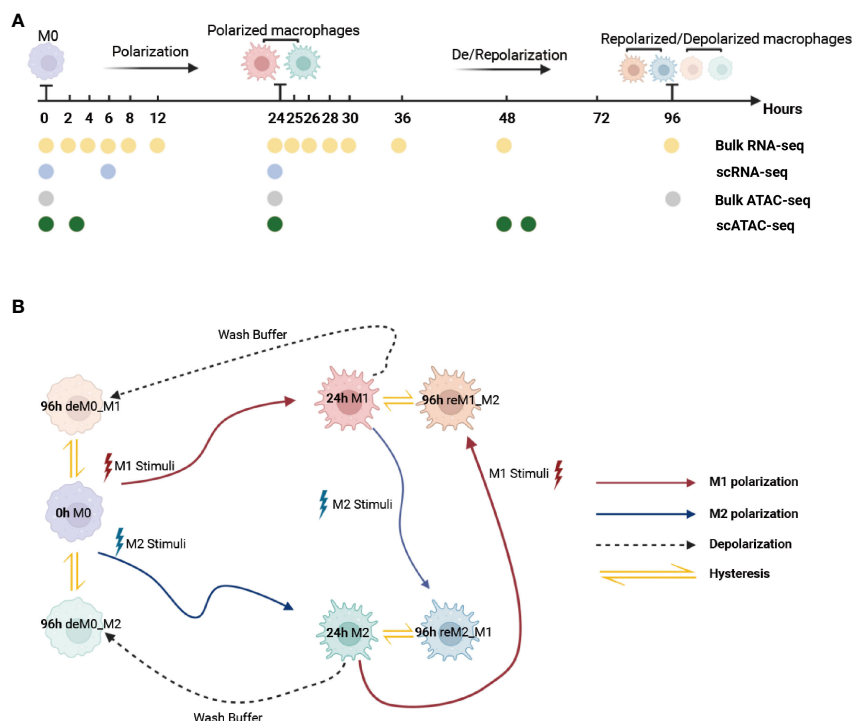 A
M0
Polarization
Polarized macrophages
De/Repolarization
Repolarized/Depolarized macrophages
0 2 4 6 8 12 24 25 26 28 30 36 48 72 96 Hours
Bulk RNA-seq
scRNA-seq
Bulk ATAC-seq
scATAC-seq
B
Wash Buffer
96h deM0_M1
24h M1
96h reM1_M2
M1 Stimuli
M1 Stimuli
M1 polarization
0h M0
M2 Stimuli
M2 polarization
M2 Stimuli
Depolarization
Hysteresis
96h deM0_M2
24h M2
96h reM2_M1
Wash Buffer